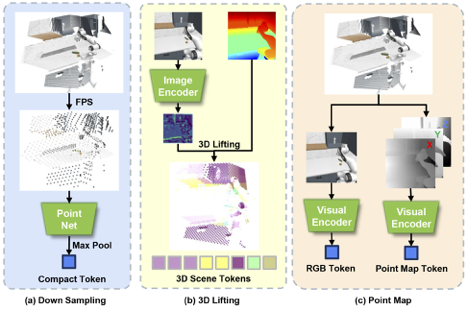 FPS
Point
Net
Max Pool
Compact Token
(a) Down Sampling
Image
Encoder
3D Lifting
3D Scene Tokens
(b) 3D Lifting
Y
X
Visual
Encoder
RGB Token
Visual
Encoder
Point Map Token
(c) Point Map